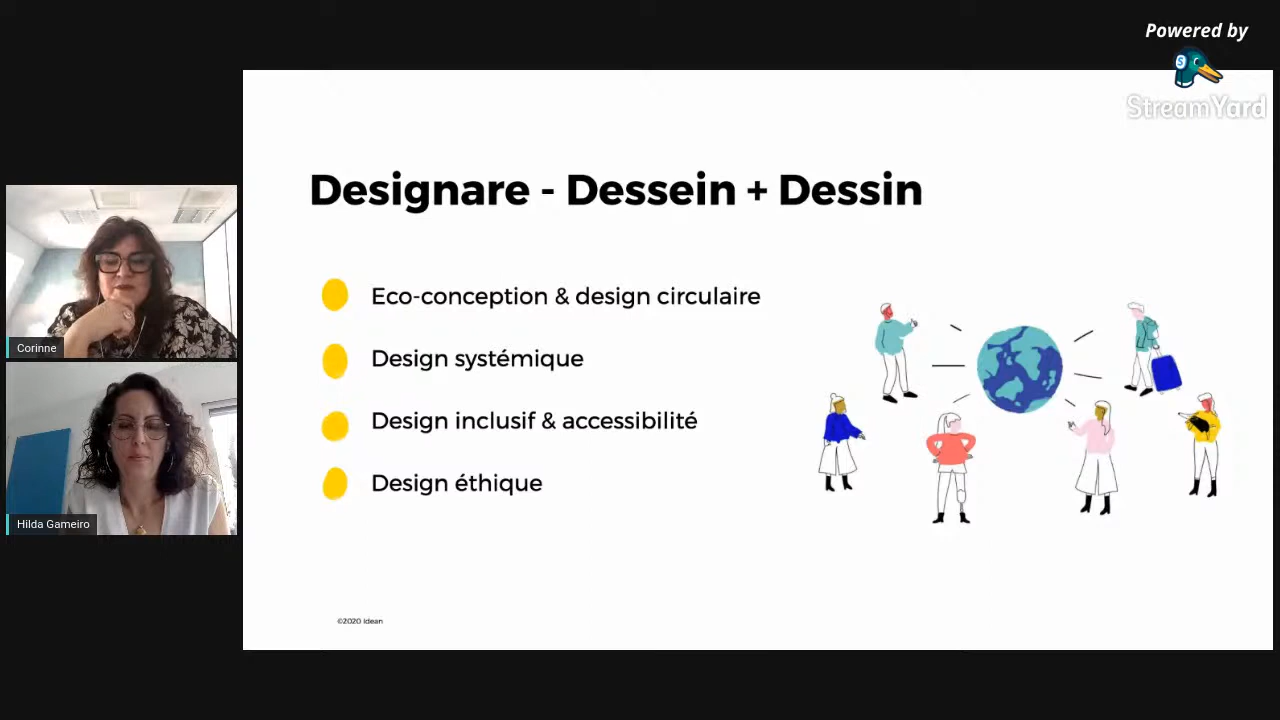 Powered by
StreamYard
Designare - Dessein + Dessin
Eco-conception & design circulaire
Design systémique
Design inclusif & accessibilité
Design éthique
©2020 Idean
Corinne
Hilda Gameiro